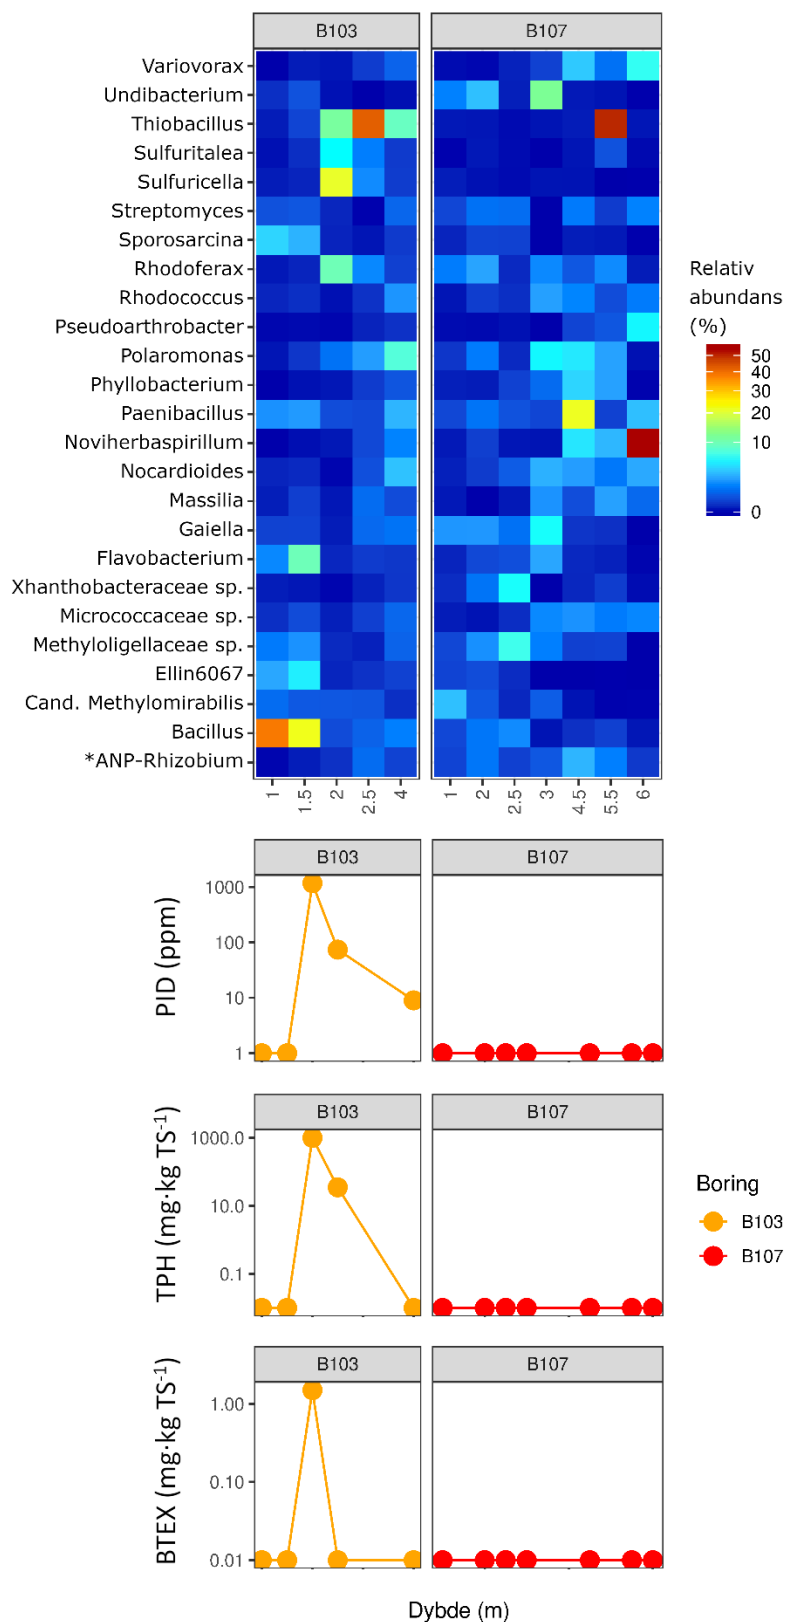 B103
B107
Variovorax
Undibacterium
Thiobacillus
Sulfuritalea
Sulfuricella
Streptomyces
Sporosarcina
Rhodoferax
Rhodococcus
Pseudoarthrobacter
Polaromonas
Phyllobacterium
Paenibacillus
Noviherbaspirillum
Nocardioides
Massilia
Gaiella
Flavobacterium
Xhanthobacteraceae sp.
Micrococcaceae sp.
Methyloligellaceae sp.
Ellin6067
Cand. Methylomirabilis
Bacillus
*ANP-Rhizobium
Relativ
abundans
(%)
50
40
30
20
10
0
1 1.5 2 2.5 4
1 2 2.5 3 4.5 5.5 6
B103
B107
PID (ppm)
1000
100
10
1
B103
B107
TPH (mg·kg TS⁻¹)
1000.0
10.0
0.1
Boring
B103
B107
B103
B107
BTEX (mg·kg TS⁻¹)
1.00
0.10
0.01
Dybde (m)